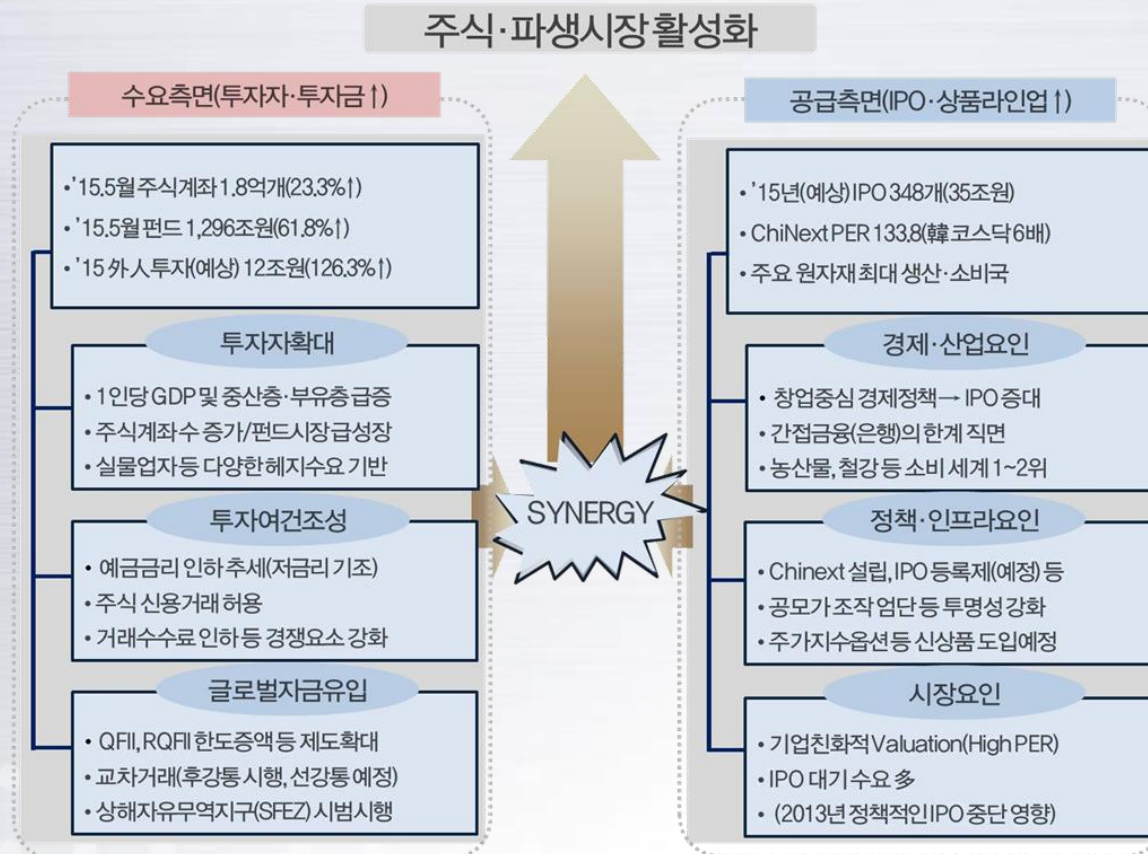 주식·파생시장 활성화
수요측면(투자자·투자금↑)
•'15.5월 주식계좌 1.8억개(23.3%↑)
•'15.5월 펀드 1,296조원(61.8%↑)
•'15 外人투자(예상) 12조원(126.3%↑)
투자자확대
• 1인당 GDP 및 중산층·부유층 급증
• 주식계좌 수 증가/펀드시장 급성장
• 실물업자 등 다양한 헤지수요 기반
투자여건조성
• 예금금리 인하 추세(저금리 기조)
• 주식 신용거래 허용
• 거래수수료 인하 등 경쟁요소 강화
글로벌자금유입
• QFII, RQFII 한도증액 등 제도확대
• 교차거래(후강통 시행, 선강통 예정)
• 상해자유무역지구(SFEZ) 시범시행
SYNERGY
공급측면(IPO·상품라인업↑)
• '15년(예상) IPO 348개(35조원)
• ChiNext PER 133.8(韓 코스닥 6배)
• 주요 원자재 최대 생산·소비국
경제·산업요인
• 창업중심 경제정책→ IPO 증대
• 간접금융(은행)의 한계 직면
• 농산물, 철강 등 소비 세계 1~2위
정책·인프라요인
• Chinext 설립, IPO 등록제(예정) 등
• 공모가 조작 엄단 등 투명성 강화
• 주가지수옵션 등 신상품 도입예정
시장요인
• 기업친화적 Valuation(High PER)
• IPO 대기 수요 多
• (2013년 정책적인 IPO 중단 영향)